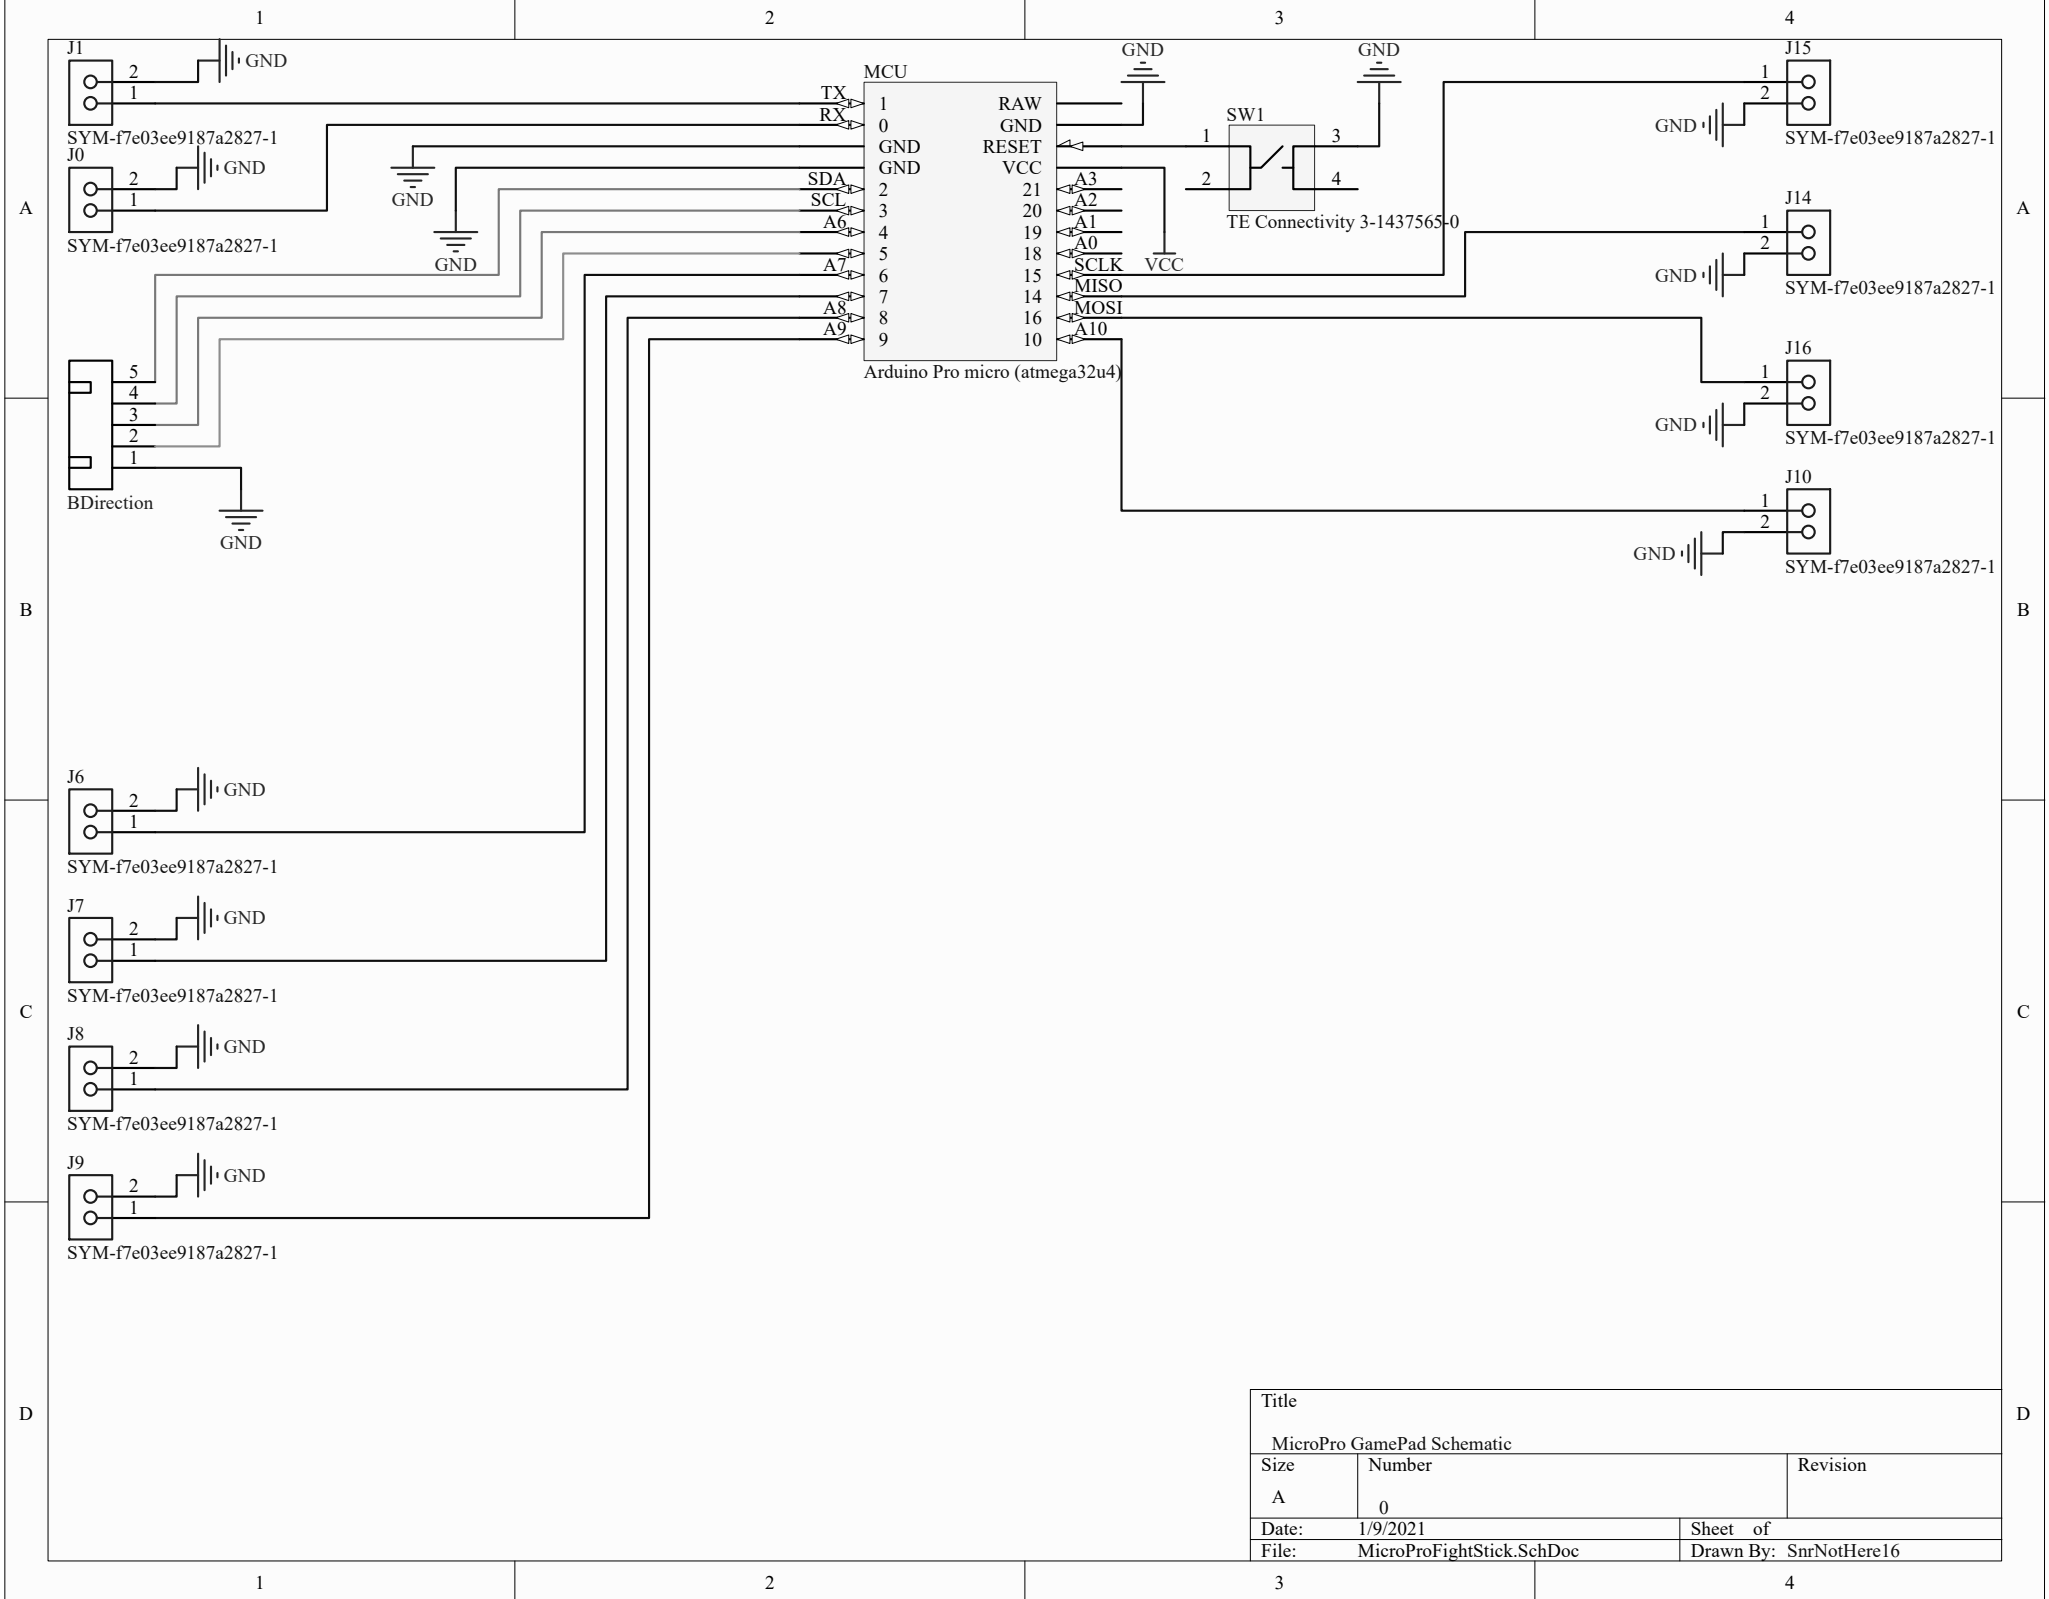 1 2 3 4
J1
GND
2
1
SYM-f7e03ee9187a2827-1
J0
GND
2
1
SYM-f7e03ee9187a2827-1
A
GND
GND
5
4
3
2
1
BDirection
GND
B
J6
GND
2
1
SYM-f7e03ee9187a2827-1
J7
GND
2
1
SYM-f7e03ee9187a2827-1
C
J8
GND
2
1
SYM-f7e03ee9187a2827-1
J9
GND
2
1
SYM-f7e03ee9187a2827-1
D
MCU
TX 1
RX 0
GND
GND
SDA 2
SCL 3
A6 4
5
A7 6
7
A8 8
A9 9
RAW
GND
RESET
VCC
21 A3
20 A2
19 A1
18 A0
15 SCLK
14 MISO
16 MOSI
10 A10
Arduino Pro micro (atmega32u4)
GND
VCC
GND
SW1
1
2
3
4
TE Connectivity 3-1437565-0
J15
1
2
GND
SYM-f7e03ee9187a2827-1
J14
1
2
GND
SYM-f7e03ee9187a2827-1
A
J16
1
2
GND
SYM-f7e03ee9187a2827-1
J10
1
2
GND
SYM-f7e03ee9187a2827-1
B
C
D
Title
MicroPro GamePad Schematic
Size Number Revision
A 0
Date: 1/9/2021 Sheet of
File: MicroProFightStick.SchDoc Drawn By: SnrNotHere16
1 2 3 4